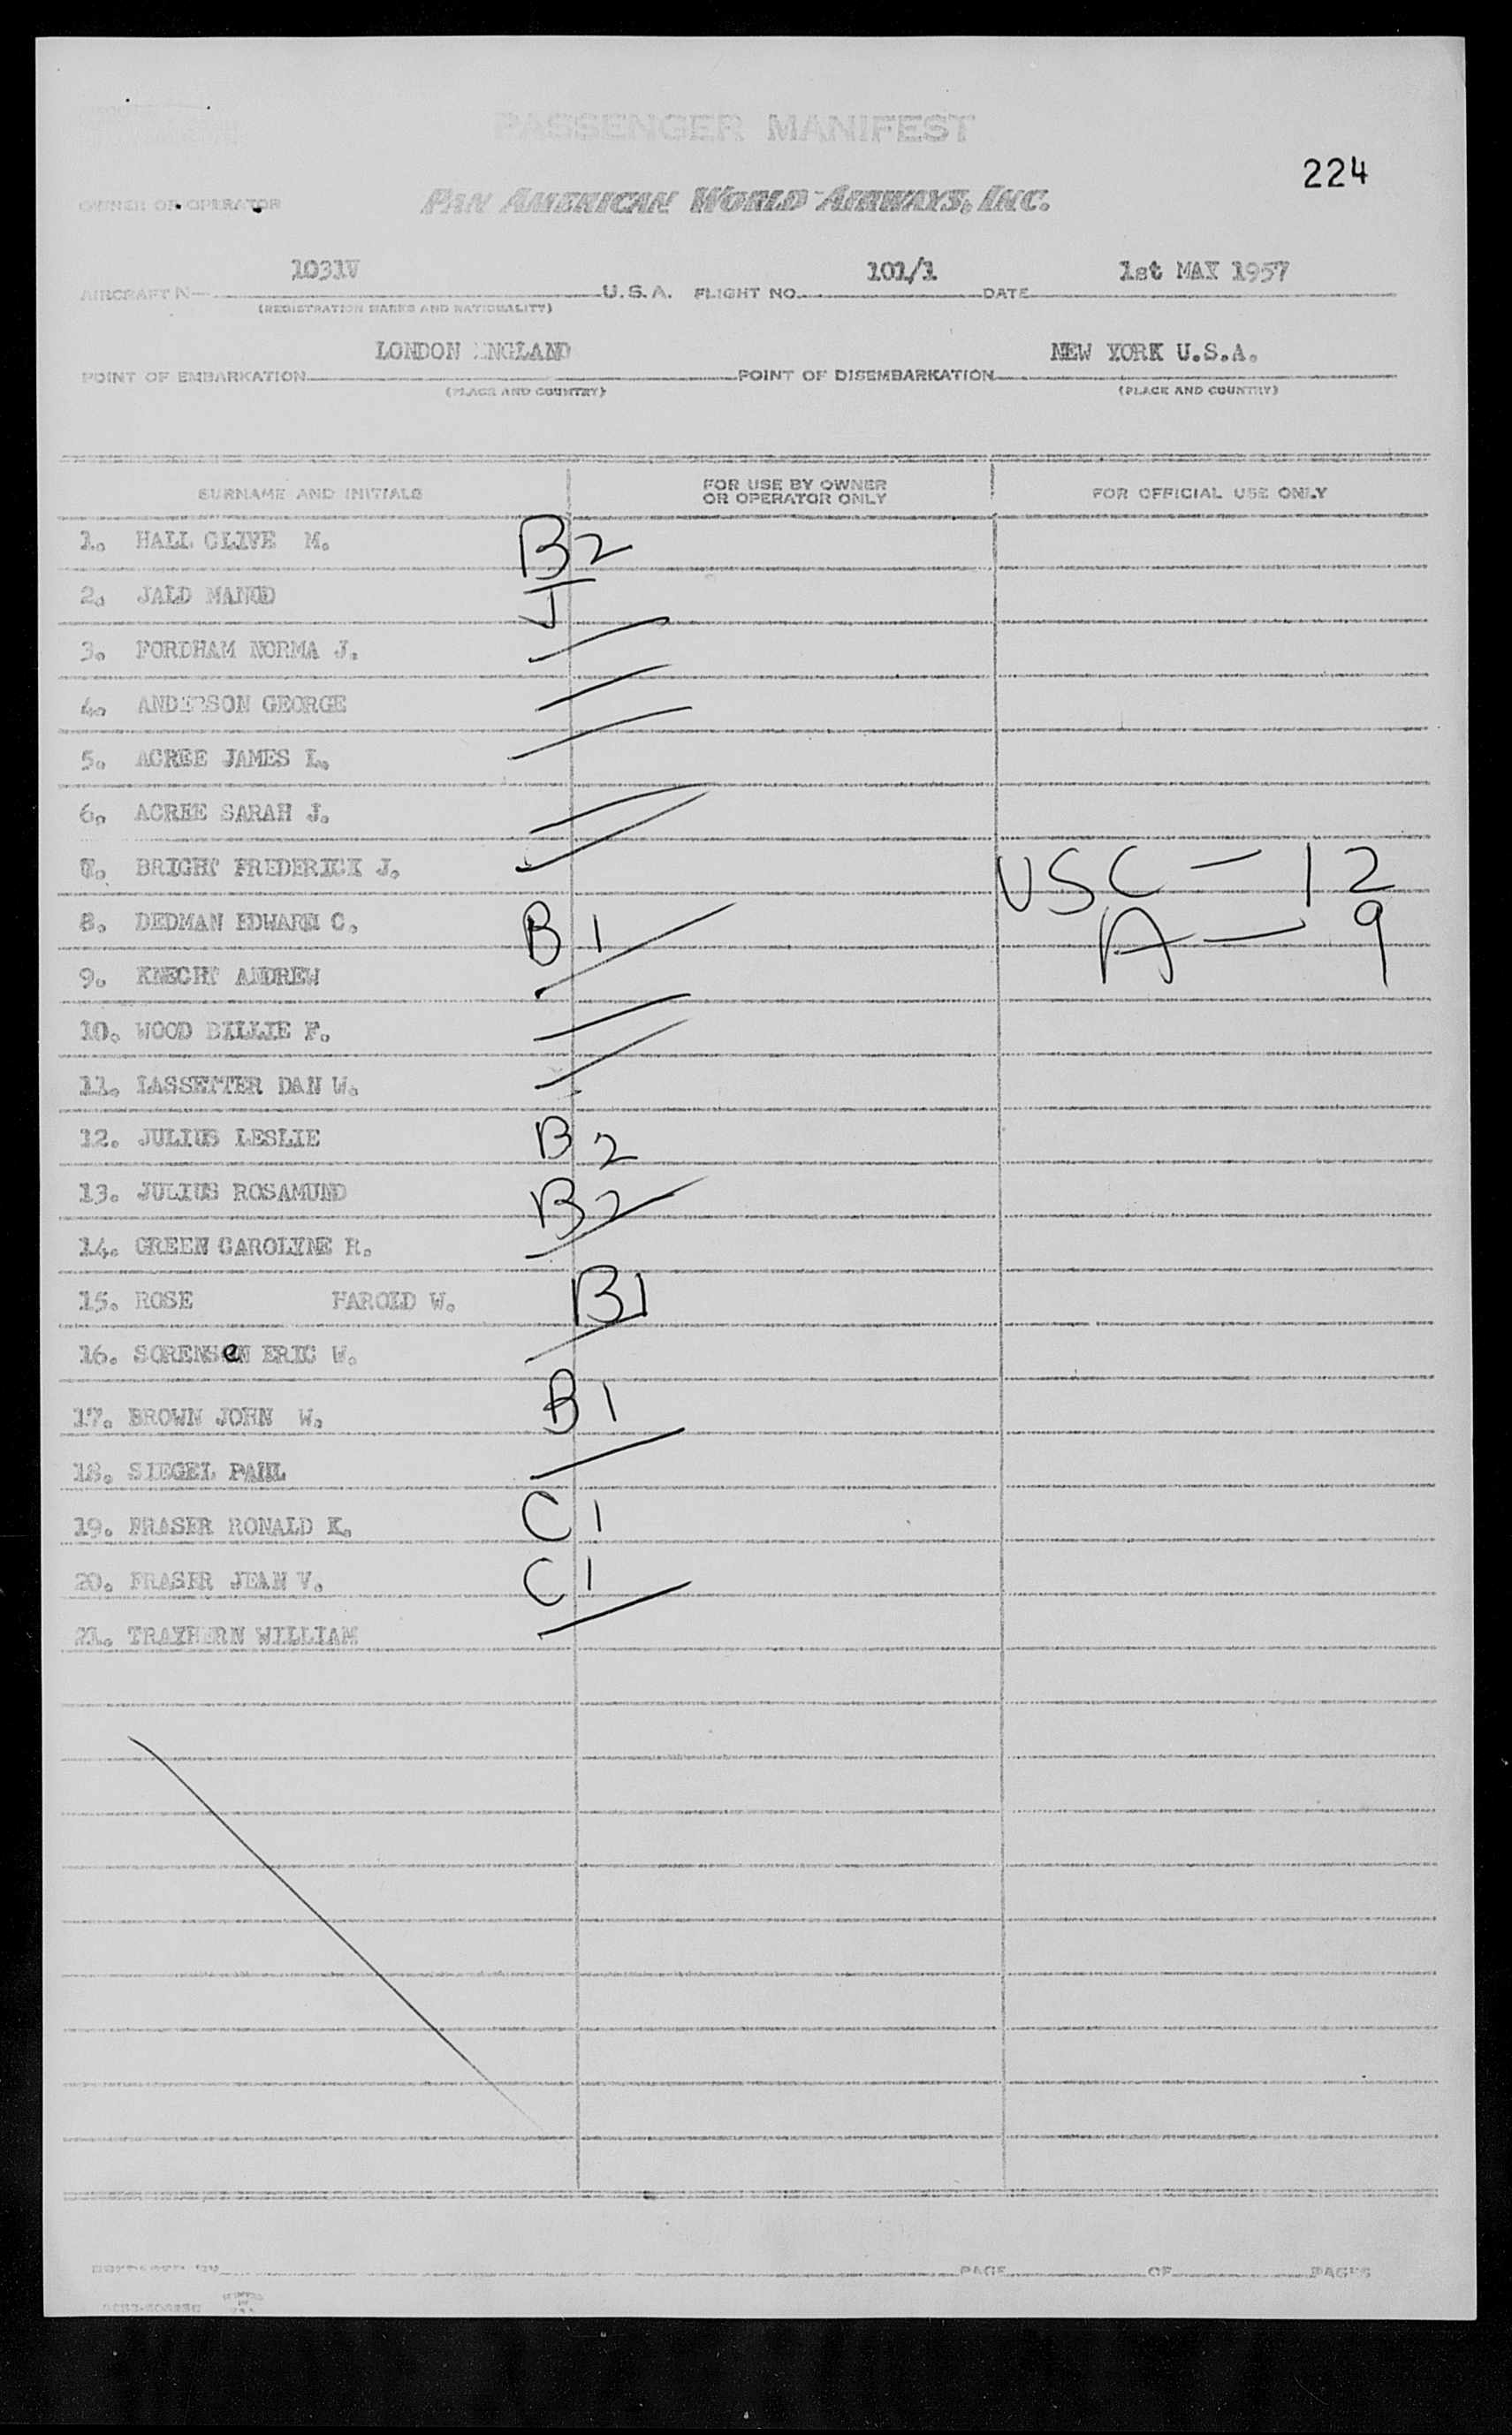 PASSENGER MANIFEST
224
OWNER OR OPERATOR PAN AMERICAN WORLD AIRWAYS, INC.
AIRCRAFT N- 1031V U.S.A. FLIGHT NO. 101/1 DATE 1st MAY 1957
(REGISTRATION MARKS AND NATIONALITY)
POINT OF EMBARKATION LONDON ENGLAND POINT OF DISEMBARKATION NEW YORK U.S.A.
(PLACE AND COUNTRY) (PLACE AND COUNTRY)
SURNAME AND INITIALS FOR USE BY OWNER OR OPERATOR ONLY FOR OFFICIAL USE ONLY
1. HALL CLIVE M. B2
2. JALD J
3. FORDHAM NORMA J.
4. ANDERSON GEORGE
5. ACREE JAMES L.
6. ACREE SARAH J.
7. BRIGHT FREDERICK J. USC - 12
8. DEDMAN EDWARD C. B1 A - 9
9. KNECHT ANDREW
10. WOOD BILLIE F.
11. LASSETTER DAN W.
12. JULIUS LESLIE B2
13. JULIUS ROSAMUND B2
14. GREEN CAROLYNE R.
15. ROSE HAROLD W. B1
16. SORENSEN ERIC W.
17. BROWN JOHN W. B1
18. SIEGEL PAUL
19. FRASER RONALD K. C1
20. FRASER JEAN V. C1
21. TRAYHERN WILLIAM
PAGE OF PAGES